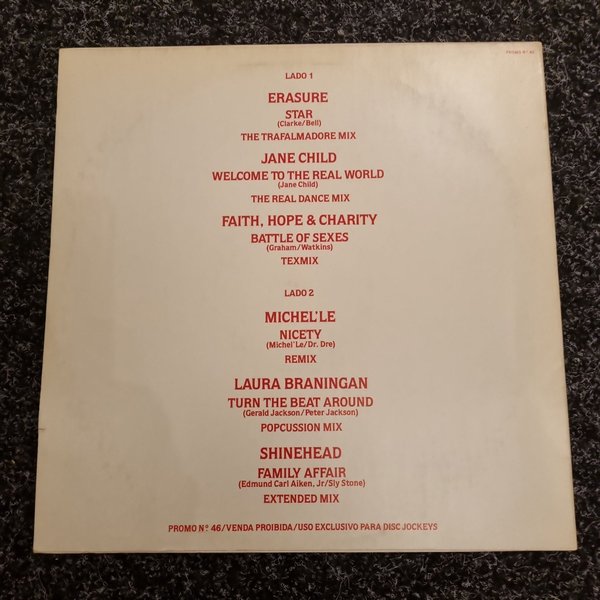 PROMO Nº 46
LADO 1
ERASURE
STAR
(Clarke/Bell)
THE TRAFALMADORE MIX
JANE CHILD
WELCOME TO THE REAL WORLD
(Jane Child)
THE REAL DANCE MIX
FAITH, HOPE & CHARITY
BATTLE OF SEXES
(Graham/Watkins)
TEXMIX
LADO 2
MICHEL'LE
NICETY
(Michel'Le/Dr. Dre)
REMIX
LAURA BRANINGAN
TURN THE BEAT AROUND
(Gerald Jackson/Peter Jackson)
POPCUSSION MIX
SHINEHEAD
FAMILY AFFAIR
(Edmund Carl Aiken, Jr/Sly Stone)
EXTENDED MIX
PROMO Nº 46/VENDA PROIBIDA/USO EXCLUSIVO PARA DISC JOCKEYS